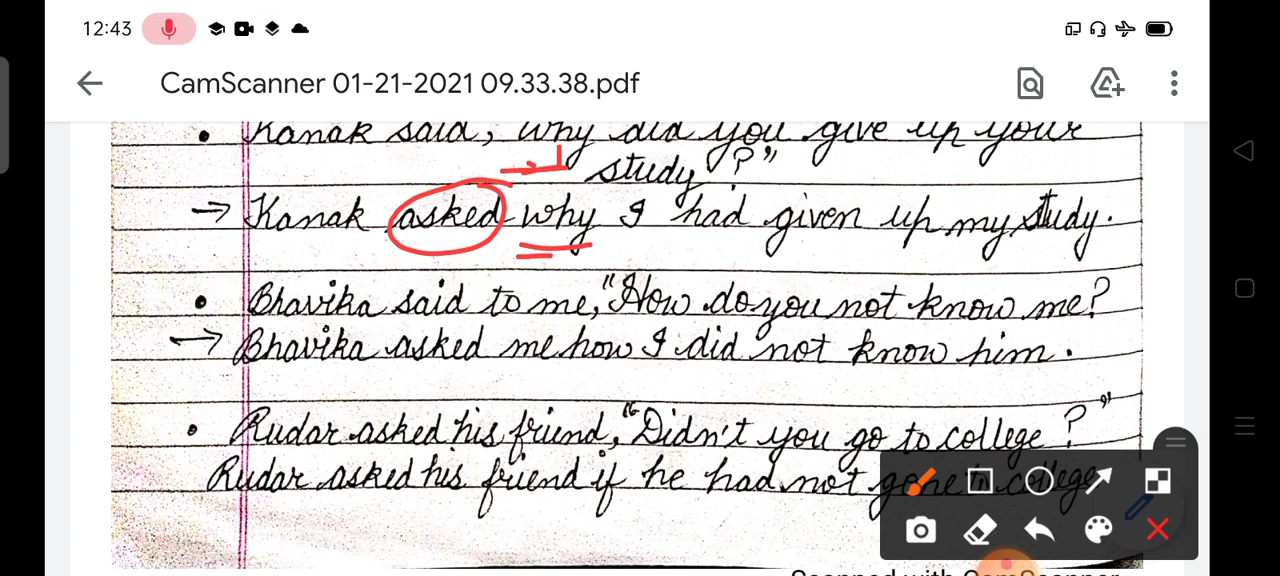 12:43
CamScanner 01-21-2021 09.33.38.pdf
• Kanak said, why did you give up your
study?"
→ Kanak asked why I had given up my study.
• Bhavika said to me, "How do you not know me?
→ Bhavika asked me how I did not know him.
• Rudar asked his friend, "Didn't you go to college?"
Rudar asked his friend if he had not gone to college
Scanned with CamScanner